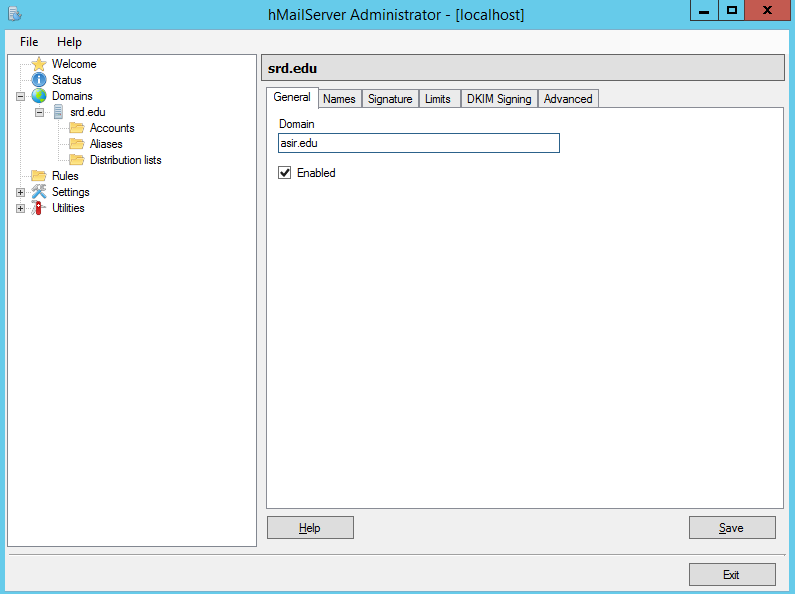 hMailServer Administrator - [localhost]
File Help
Welcome
Status
Domains
srd.edu
Accounts
Aliases
Distribution lists
Rules
Settings
Utilities
srd.edu
General Names Signature Limits DKIM Signing Advanced
Domain
asir.edu
Enabled
Help Save
Exit